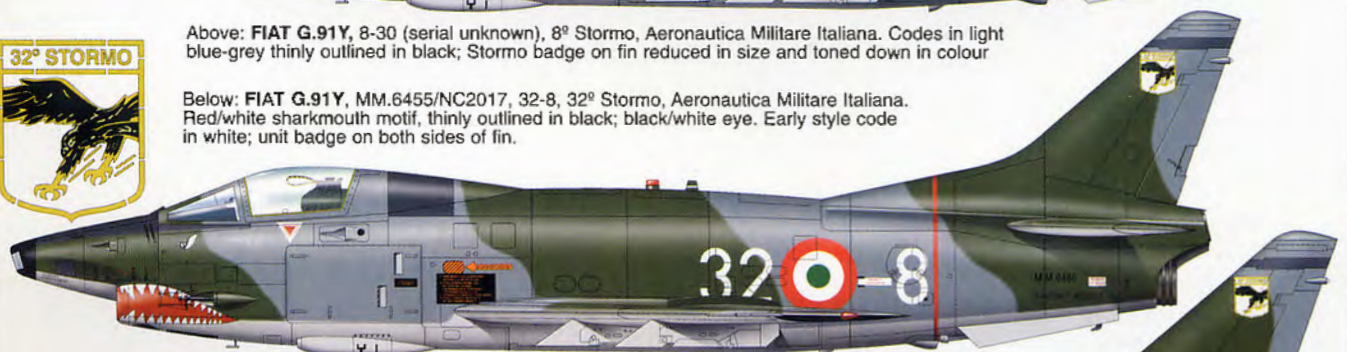 Above: FIAT G.91Y, 8-30 (serial unknown), 8º Stormo, Aeronautica Militare Italiana. Codes in light
blue-grey thinly outlined in black; Stormo badge on fin reduced in size and toned down in colour
32º STORMO
Below: FIAT G.91Y, MM.6455/NC2017, 32-8, 32º Stormo, Aeronautica Militare Italiana.
Red/white sharkmouth motif, thinly outlined in black; black/white eye. Early style code
in white; unit badge on both sides of fin.
32 8